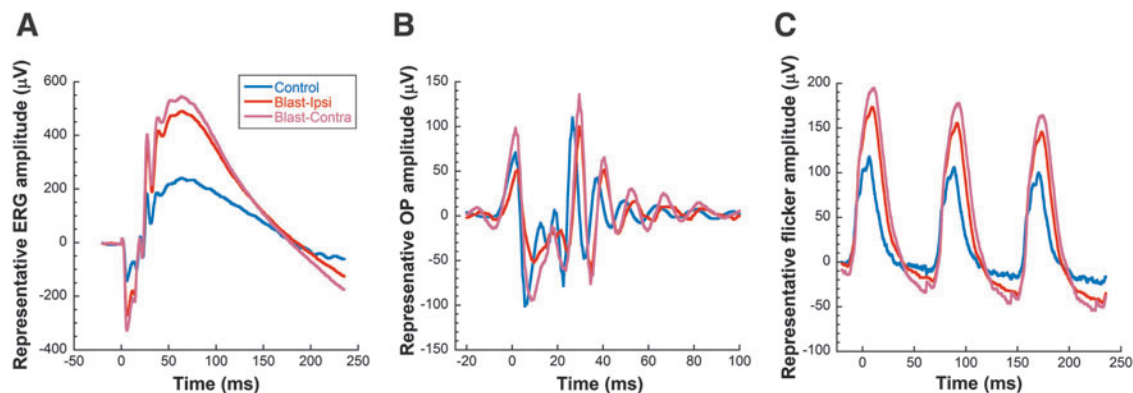 A
Representative ERG amplitude (µV)
600
400
200
0
-200
-400
-50 0 50 100 150 200 250
Time (ms)
Control
Blast-Ipsi
Blast-Contra
B
Represenative OP amplitude (µV)
150
100
50
0
-50
-100
-150
-20 0 20 40 60 80 100
Time (ms)
C
Representative flicker amplitude (µV)
200
150
100
50
0
-50
-100
0 50 100 150 200 250
Time (ms)